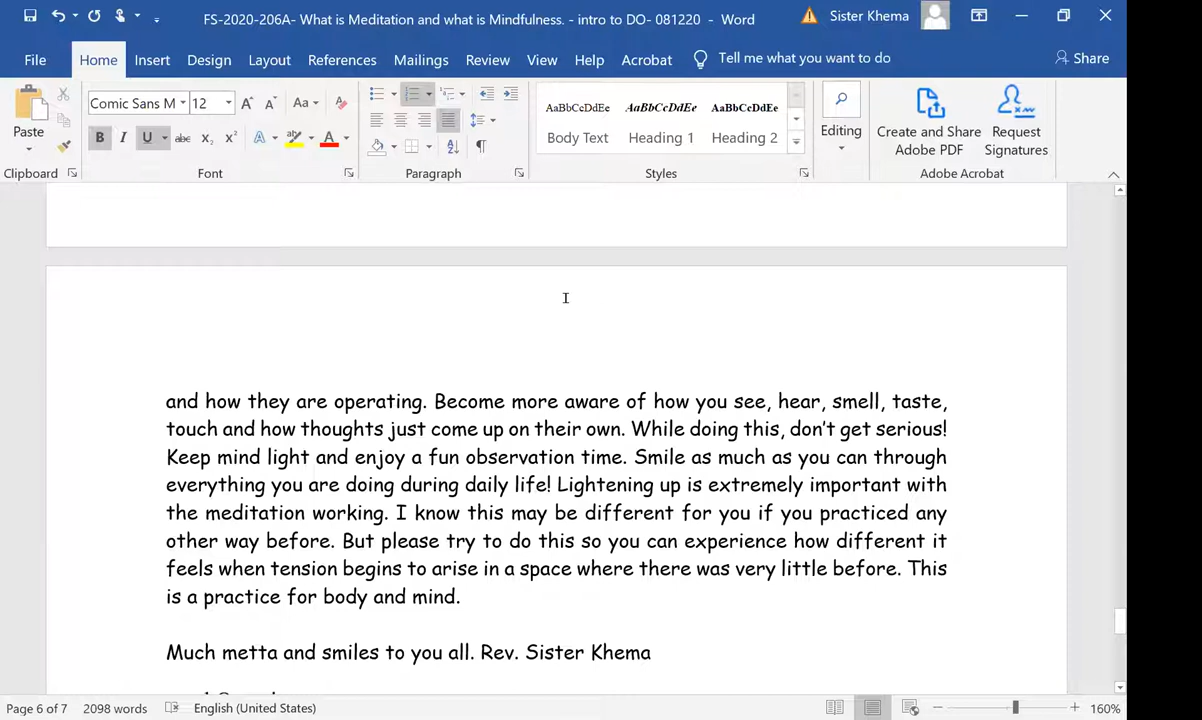 FS-2020-206A- What is Meditation and what is Mindfulness. - intro to DO- 081220 - Word
Sister Khema
File Home Insert Design Layout References Mailings Review View Help Acrobat Tell me what you want to do Share
Paste
Comic Sans M 12
Aa
B I U abc x₂ x²
A
AaBbCcDdEe AaBbCcDdEe AaBbCcDdEe
Body Text Heading 1 Heading 2
Editing
Create and Share Adobe PDF
Request Signatures
Clipboard Font Paragraph Styles Adobe Acrobat
and how they are operating. Become more aware of how you see, hear, smell, taste,
touch and how thoughts just come up on their own. While doing this, don't get serious!
Keep mind light and enjoy a fun observation time. Smile as much as you can through
everything you are doing during daily life! Lightening up is extremely important with
the meditation working. I know this may be different for you if you practiced any
other way before. But please try to do this so you can experience how different it
feels when tension begins to arise in a space where there was very little before. This
is a practice for body and mind.
Much metta and smiles to you all. Rev. Sister Khema
Page 6 of 7 2098 words English (United States) 160%